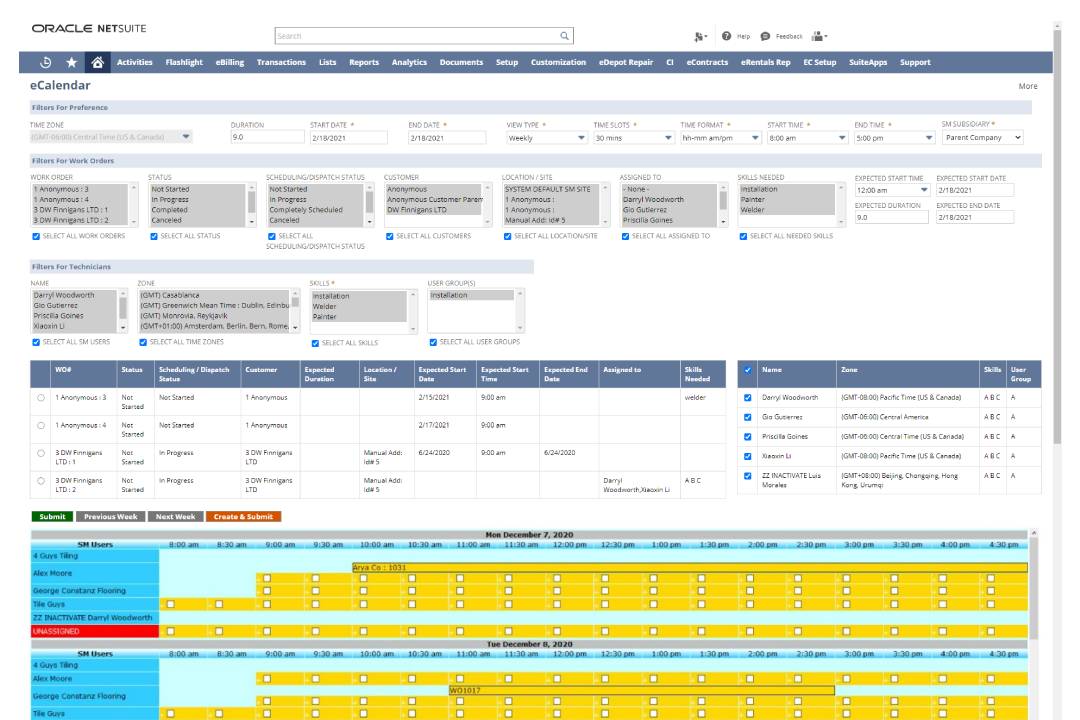 ORACLE NETSUITE
Search
Help Feedback
Activities Flashlight eBilling Transactions Lists Reports Analytics Documents Setup Customization eDepot Repair CI eContracts eRentals Rep EC Setup SuiteApps Support
eCalendar More
Filters For Preference
TIME ZONE DURATION START DATE * END DATE * VIEW TYPE * TIME SLOTS * TIME FORMAT * START TIME * END TIME * SM SUBSIDIARY *
(GMT-06:00) Central Time (US & Canada) 9.0 2/18/2021 2/18/2021 Weekly 30 mins hh-mm am/pm 8:00 am 5:00 pm Parent Company
Filters For Work Orders
WORK ORDER STATUS SCHEDULING/DISPATCH STATUS CUSTOMER LOCATION / SITE ASSIGNED TO SKILLS NEEDED EXPECTED START TIME EXPECTED START DATE
1 Anonymous : 3 Not Started Not Started Anonymous SYSTEM DEFAULT SM SITE - None - Installation 12:00 am 2/18/2021
1 Anonymous : 4 In Progress In Progress Anonymous Customer Paren 1 Anonymous : Darryl Woodworth Painter
3 DW Finnigans LTD : 1 Completed Completely Scheduled DW Finnigans LTD 1 Anonymous : Gio Gutierrez Welder EXPECTED DURATION EXPECTED END DATE
3 DW Finnigans LTD : 2 Canceled Canceled Manual Add: Id# 5 Priscilla Goines 9.0 2/18/2021
SELECT ALL WORK ORDERS SELECT ALL STATUS SELECT ALL SELECT ALL CUSTOMERS SELECT ALL LOCATION/SITE SELECT ALL ASSIGNED TO SELECT ALL NEEDED SKILLS
SCHEDULING/DISPATCH STATUS
Filters For Technicians
NAME ZONE SKILLS * USER GROUP(S)
Darryl Woodworth (GMT) Casablanca Installation Installation
Gio Gutierrez (GMT) Greenwich Mean Time : Dublin, Edinbu Welder
Priscilla Goines (GMT) Monrovia, Reykjavik Painter
Xiaoxin Li (GMT+01:00) Amsterdam, Berlin, Bern, Rome,
SELECT ALL SM USERS SELECT ALL TIME ZONES SELECT ALL SKILLS SELECT ALL USER GROUPS
WO# Status Scheduling / Dispatch Customer Expected Location / Expected Start Expected Start Expected End Assigned to Skills Name Zone Skills User
Status Duration Site Date Time Date Needed Group
1 Anonymous : 3 Not Not Started 1 Anonymous 2/15/2021 9:00 am welder Darryl Woodworth (GMT-08:00) Pacific Time (US & Canada) A B C A
Started
1 Anonymous : 4 Not Not Started 1 Anonymous 2/17/2021 9:00 am Gio Gutierrez (GMT-06:00) Central America A B C A
Started Priscilla Goines (GMT-06:00) Central Time (US & Canada) A B C A
3 DW Finnigans Not In Progress 3 DW Finnigans Manual Add: 6/24/2020 9:00 am 6/24/2020 Xiaoxin Li (GMT-08:00) Pacific Time (US & Canada) A B C A
LTD : 1 Started LTD Id# 5
3 DW Finnigans Not In Progress 3 DW Finnigans Manual Add: Darryl A B C ZZ INACTIVATE Luis (GMT+08:00) Beijing, Chongqing, Hong A B C A
LTD : 2 Started LTD Id# 5 Woodworth,Xiaoxin Li Morales Kong, Urumqi
Submit Previous Week Next Week Create & Submit
Mon December 7, 2020
SM Users 8:00 am 8:30 am 9:00 am 9:30 am 10:00 am 10:30 am 11:00 am 11:30 am 12:00 pm 12:30 pm 1:00 pm 1:30 pm 2:00 pm 2:30 pm 3:00 pm 3:30 pm 4:00 pm 4:30 pm
4 Guys Tiling
Arya Co : 1031
Alex Moore
George Constanz Flooring
Tile Guys
ZZ INACTIVATE Darryl Woodworth
UNASSIGNED
Tue December 8, 2020
SM Users 8:00 am 8:30 am 9:00 am 9:30 am 10:00 am 10:30 am 11:00 am 11:30 am 12:00 pm 12:30 pm 1:00 pm 1:30 pm 2:00 pm 2:30 pm 3:00 pm 3:30 pm 4:00 pm 4:30 pm
4 Guys Tiling
Alex Moore
WO1017
George Constanz Flooring
Tile Guys